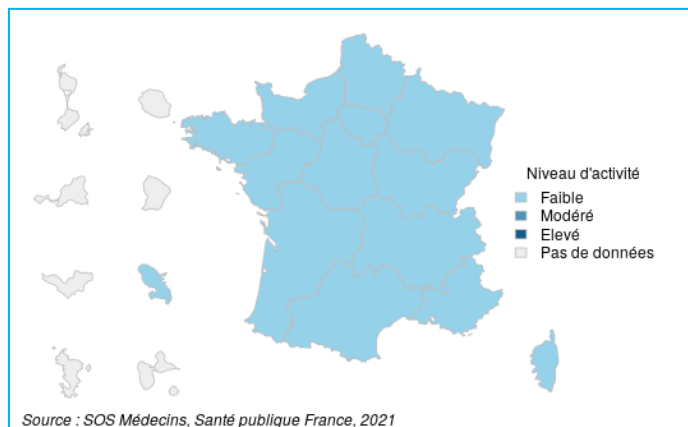 Niveau d'activité
Faible
Modéré
Elevé
Pas de données
Source : SOS Médecins, Santé publique France, 2021